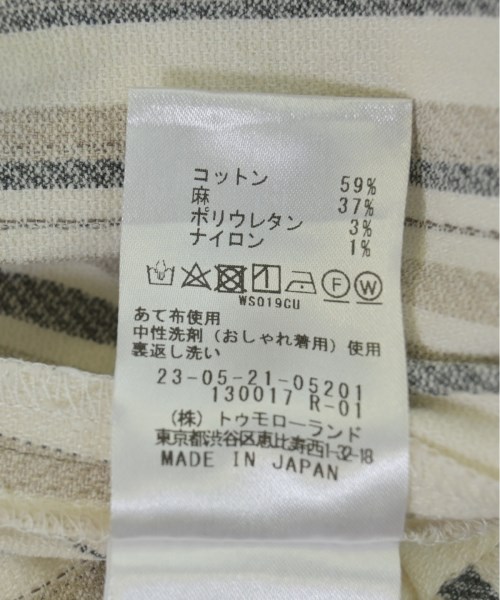 コットン 59%
麻 37%
ポリウレタン 3%
ナイロン 1%
F W
WS019CU
あて布使用
中性洗剤（おしゃれ着用）使用
裏返し洗い
23-05-21-05201
130017 R-01
（株）トゥモローランド
東京都渋谷区恵比寿西1-32-18
MADE IN JAPAN